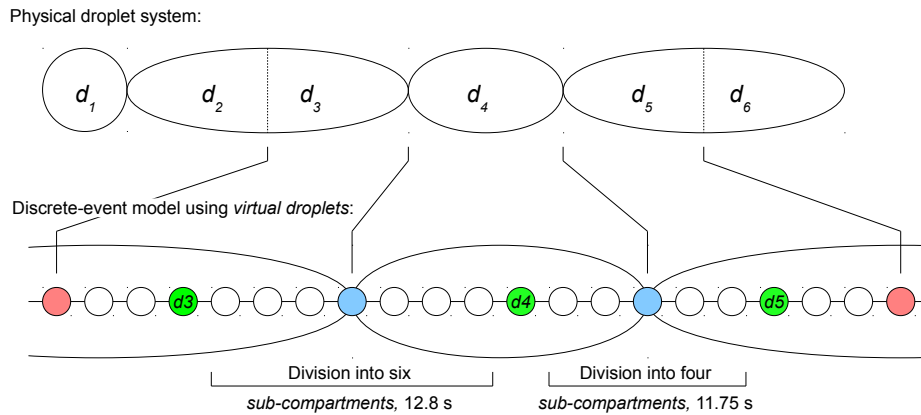 Physical droplet system:
d1 d2 d3 d4 d5 d6
Discrete-event model using virtual droplets:
d3 d4 d5
Division into six Division into four
sub-compartments, 12.8 s sub-compartments, 11.75 s